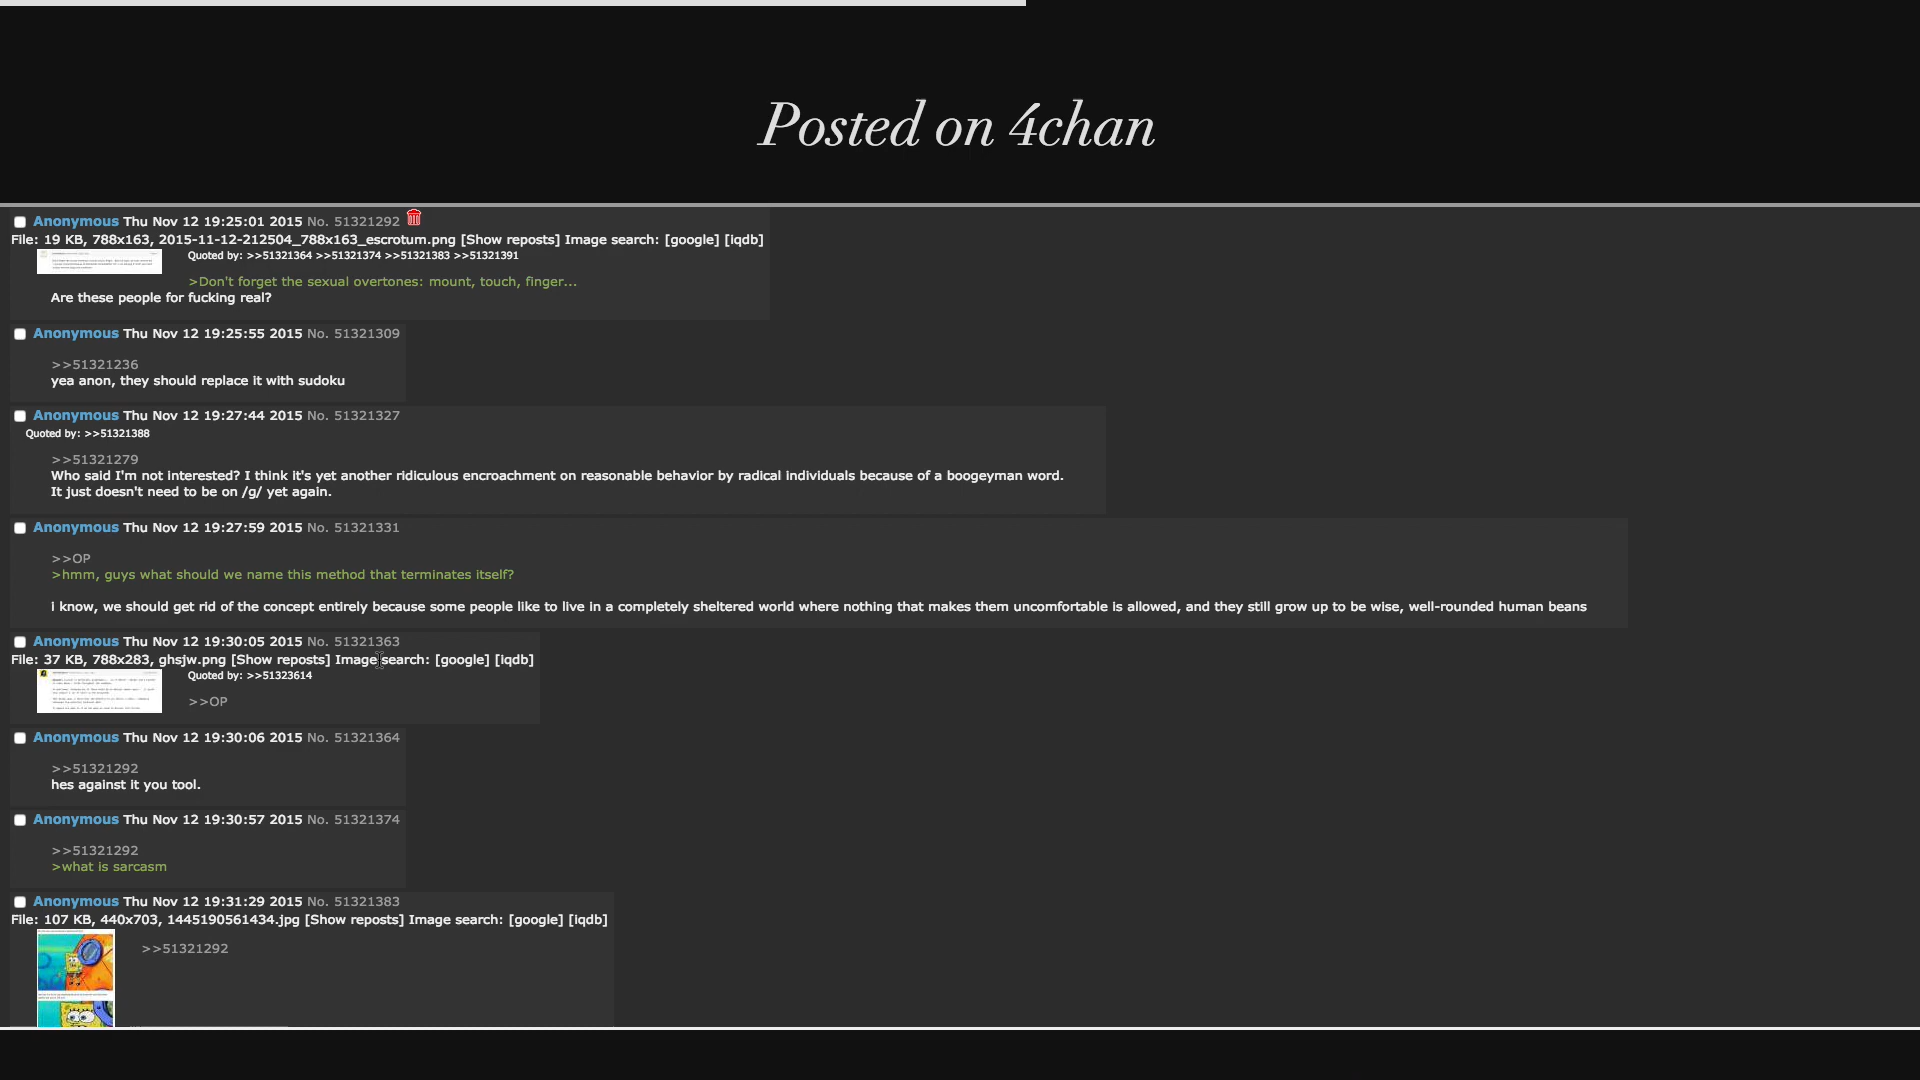 Posted on 4chan
Anonymous Thu Nov 12 19:25:01 2015 No. 51321292
File: 19 KB, 788x163, 2015-11-12-212504_788x163_escrotum.png [Show reposts] Image search: [google] [iqdb]
Quoted by: >>51321364 >>51321374 >>51321383 >>51321391
>Don't forget the sexual overtones: mount, touch, finger...
Are these people for fucking real?
Anonymous Thu Nov 12 19:25:55 2015 No. 51321309
>>51321236
yea anon, they should replace it with sudoku
Anonymous Thu Nov 12 19:27:44 2015 No. 51321327
Quoted by: >>51321388
>>51321279
Who said I'm not interested? I think it's yet another ridiculous encroachment on reasonable behavior by radical individuals because of a boogeyman word.
It just doesn't need to be on /g/ yet again.
Anonymous Thu Nov 12 19:27:59 2015 No. 51321331
>>OP
>hmm, guys what should we name this method that terminates itself?
i know, we should get rid of the concept entirely because some people like to live in a completely sheltered world where nothing that makes them uncomfortable is allowed, and they still grow up to be wise, well-rounded human beans
Anonymous Thu Nov 12 19:30:05 2015 No. 51321363
File: 37 KB, 788x283, ghsjw.png [Show reposts] Image search: [google] [iqdb]
Quoted by: >>51323614
>>OP
Anonymous Thu Nov 12 19:30:06 2015 No. 51321364
>>51321292
hes against it you tool.
Anonymous Thu Nov 12 19:30:57 2015 No. 51321374
>>51321292
>what is sarcasm
Anonymous Thu Nov 12 19:31:29 2015 No. 51321383
File: 107 KB, 440x703, 1445190561434.jpg [Show reposts] Image search: [google] [iqdb]
>>51321292